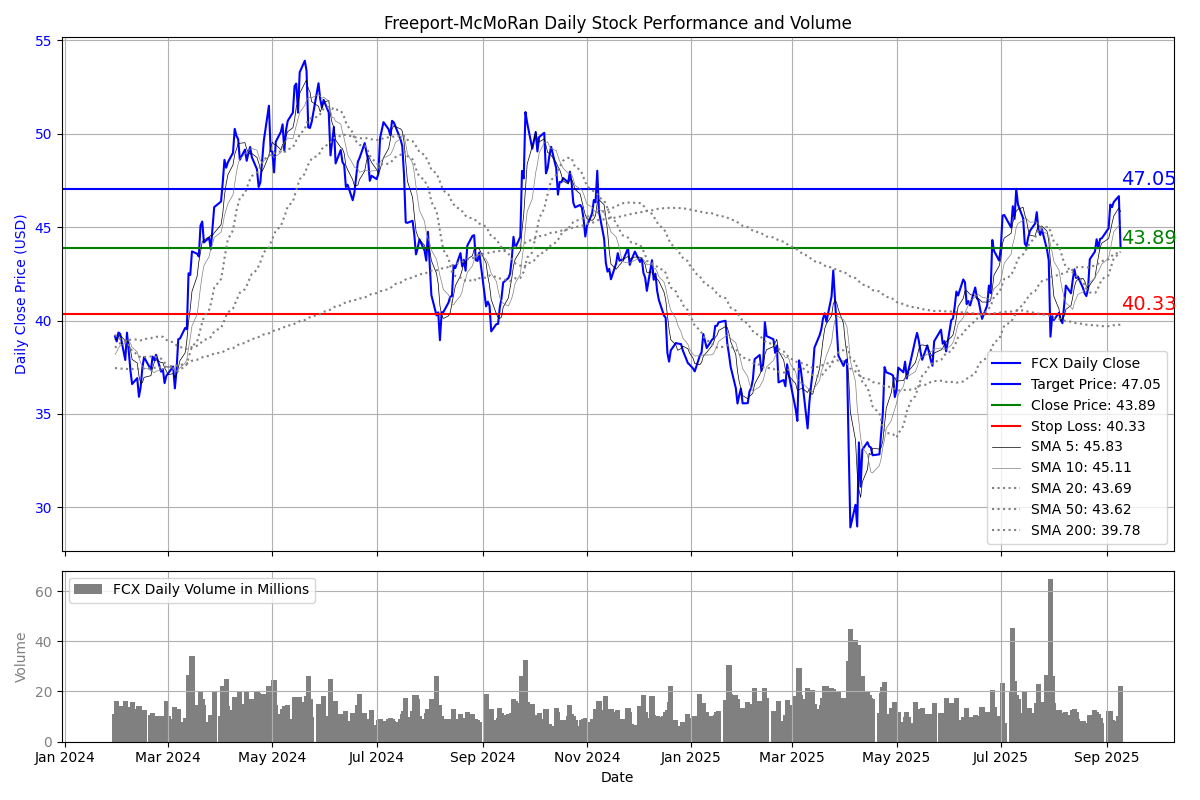 Freeport-McMoRan Daily Stock Performance and Volume
Daily Close Price (USD)
55
50
45
40
35
30
47.05
43.89
40.33
FCX Daily Close
Target Price: 47.05
Close Price: 43.89
Stop Loss: 40.33
SMA 5: 45.83
SMA 10: 45.11
SMA 20: 43.69
SMA 50: 43.62
SMA 200: 39.78
Volume
60
40
20
0
FCX Daily Volume in Millions
Jan 2024 Mar 2024 May 2024 Jul 2024 Sep 2024 Nov 2024 Jan 2025 Mar 2025 May 2025 Jul 2025 Sep 2025
Date